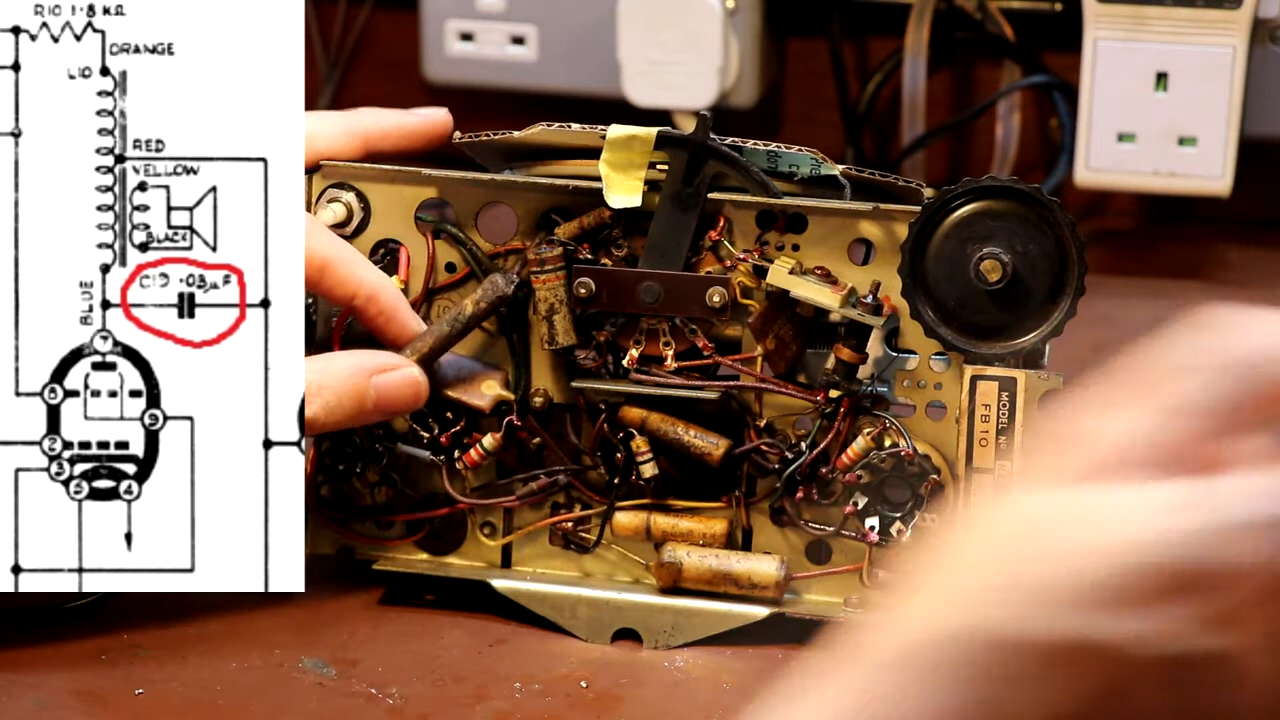 R10 1·8 KΩ
ORANGE
L10
RED
YELLOW
BLACK
BLUE
C19 ·03µF
7
8
9
2
3
5
4
MODEL No
FB10